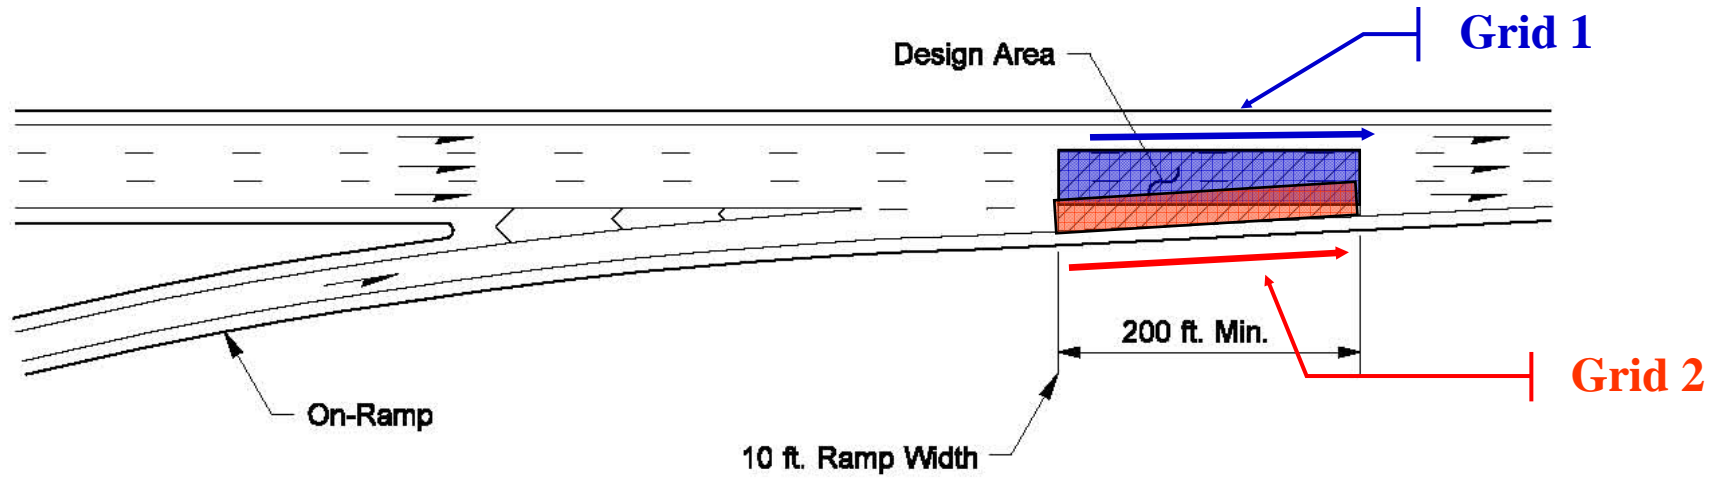 Grid 1
Design Area
200 ft. Min.
Grid 2
On-Ramp
10 ft. Ramp Width